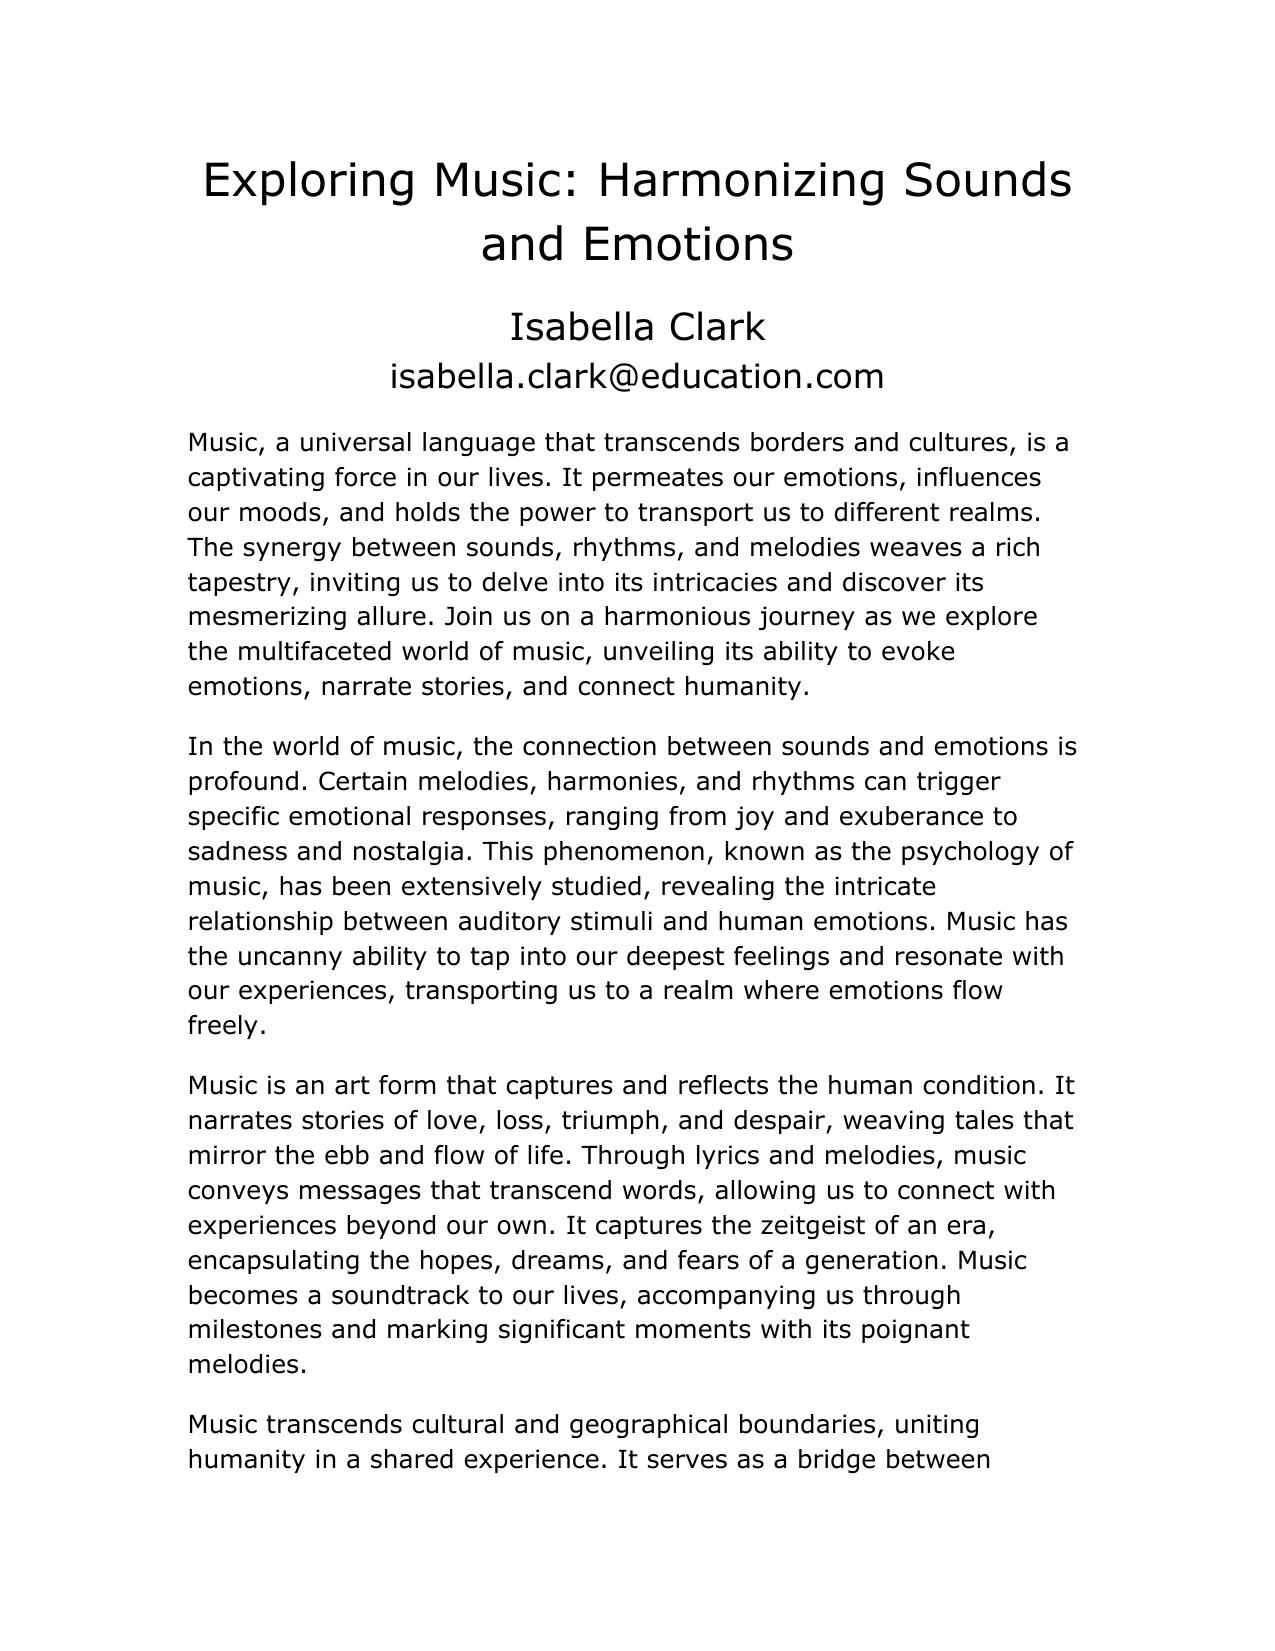 Exploring Music: Harmonizing Sounds
and Emotions
Isabella Clark
isabella.clark@education.com
Music, a universal language that transcends borders and cultures, is a
captivating force in our lives. It permeates our emotions, influences
our moods, and holds the power to transport us to different realms.
The synergy between sounds, rhythms, and melodies weaves a rich
tapestry, inviting us to delve into its intricacies and discover its
mesmerizing allure. Join us on a harmonious journey as we explore
the multifaceted world of music, unveiling its ability to evoke
emotions, narrate stories, and connect humanity.
In the world of music, the connection between sounds and emotions is
profound. Certain melodies, harmonies, and rhythms can trigger
specific emotional responses, ranging from joy and exuberance to
sadness and nostalgia. This phenomenon, known as the psychology of
music, has been extensively studied, revealing the intricate
relationship between auditory stimuli and human emotions. Music has
the uncanny ability to tap into our deepest feelings and resonate with
our experiences, transporting us to a realm where emotions flow
freely.
Music is an art form that captures and reflects the human condition. It
narrates stories of love, loss, triumph, and despair, weaving tales that
mirror the ebb and flow of life. Through lyrics and melodies, music
conveys messages that transcend words, allowing us to connect with
experiences beyond our own. It captures the zeitgeist of an era,
encapsulating the hopes, dreams, and fears of a generation. Music
becomes a soundtrack to our lives, accompanying us through
milestones and marking significant moments with its poignant
melodies.
Music transcends cultural and geographical boundaries, uniting
humanity in a shared experience. It serves as a bridge between